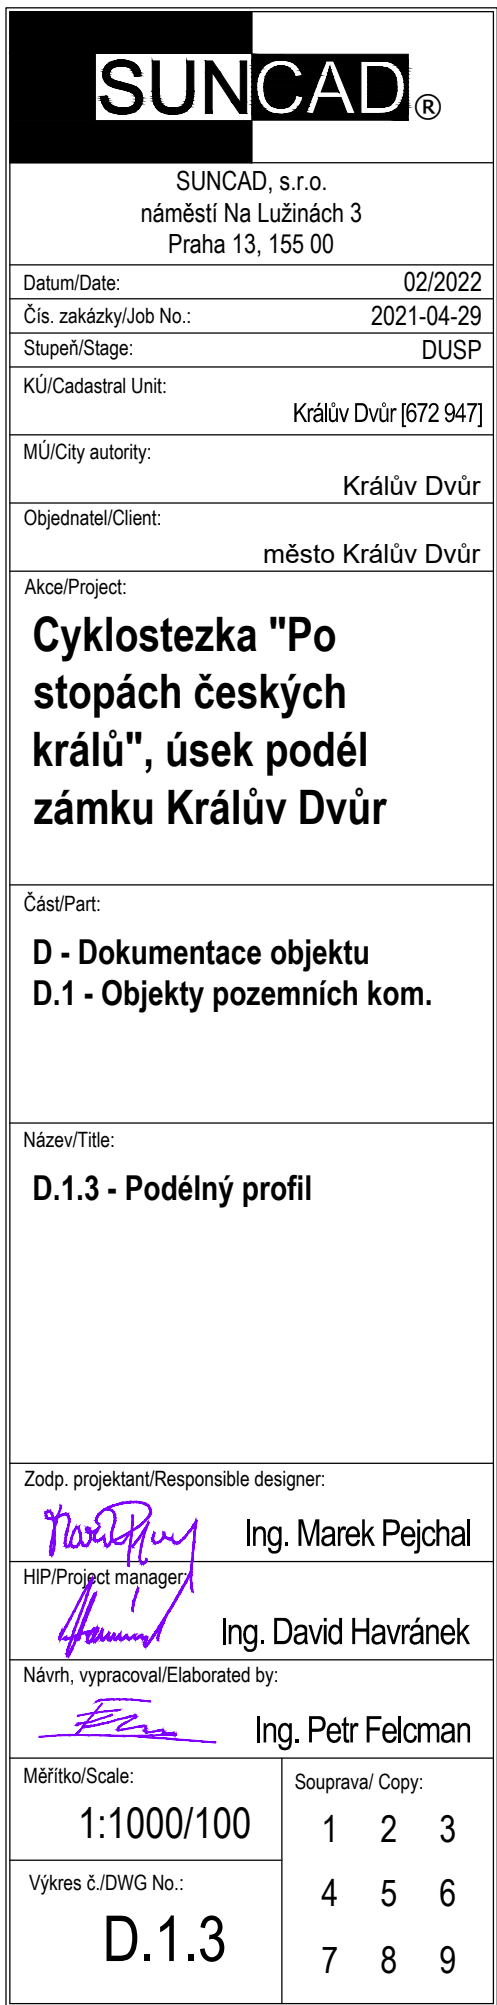 SUNCAD®
SUNCAD, s.r.o.
náměstí Na Lužinách 3
Praha 13, 155 00
Datum/Date: 02/2022
Čís. zakázky/Job No.: 2021-04-29
Stupeň/Stage: DUSP
KÚ/Cadastral Unit:
Králův Dvůr [672 947]
MÚ/City autority:
Králův Dvůr
Objednatel/Client:
město Králův Dvůr
Akce/Project:
Cyklostezka "Po
stopách českých
králů", úsek podél
zámku Králův Dvůr
Část/Part:
D - Dokumentace objektu
D.1 - Objekty pozemních kom.
Název/Title:
D.1.3 - Podélný profil
Zodp. projektant/Responsible designer:
Ing. Marek Pejchal
HIP/Project manager:
Ing. David Havránek
Návrh, vypracoval/Elaborated by:
Ing. Petr Felcman
Měřítko/Scale:
1:1000/100
Výkres č./DWG No.:
D.1.3
Souprava/ Copy:
1 2 3
4 5 6
7 8 9